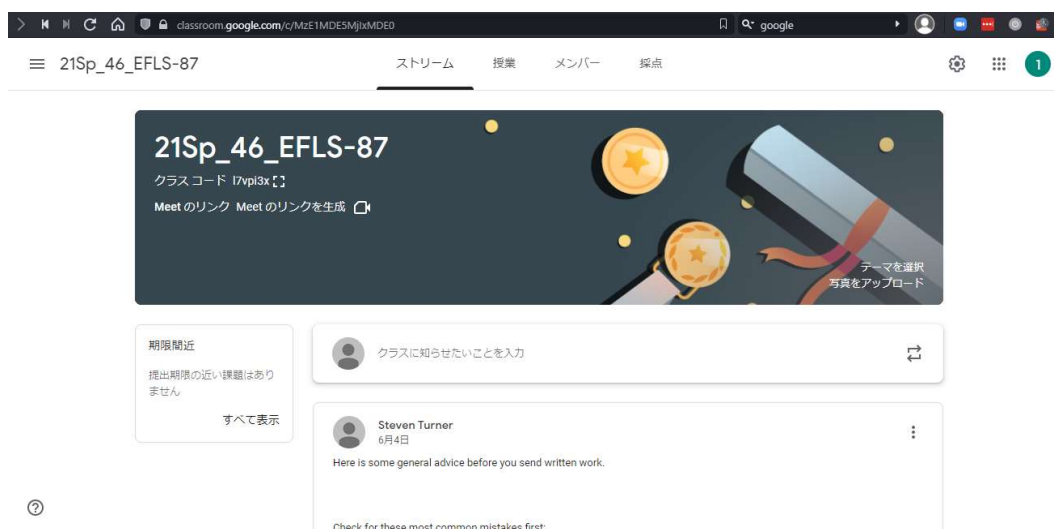 classroom.google.com/c/MzE1MDE5MjIxMDE0
google
21Sp_46_EFLS-87
ストリーム
授業
メンバー
採点
1
21Sp_46_EFLS-87
クラス コード l7vpi3x
Meet のリンク Meet のリンクを生成
テーマを選択
写真をアップロード
期限間近
提出期限の近い課題はあり
ません
すべて表示
クラスに知らせたいことを入力
Steven Turner
6月4日
Here is some general advice before you send written work.
Check for these most common mistakes first: